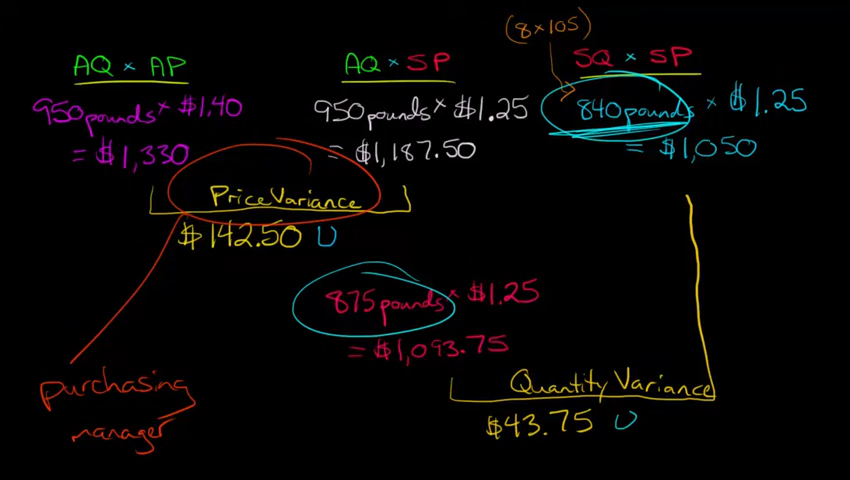 (8 × 105)
AQ × AP
AQ × SP
SQ × SP
950 pounds × $1.40
950 pounds × $1.25
840 pounds × $1.25
= $1,330
= $1,187.50
= $1,050
Price Variance
$142.50 U
875 pounds × $1.25
= $1,093.75
purchasing
manager
Quantity Variance
$43.75 U